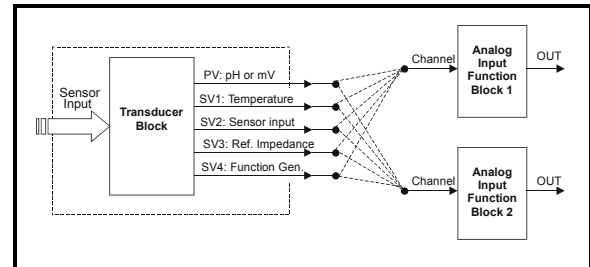 Sensor
Input
Transducer
Block
PV: pH or mV
SV1: Temperature
SV2: Sensor input
SV3: Ref. Impedance
SV4: Function Gen.
Channel
Analog
Input
Function
Block 1
OUT
Channel
Analog
Input
Function
Block 2
OUT